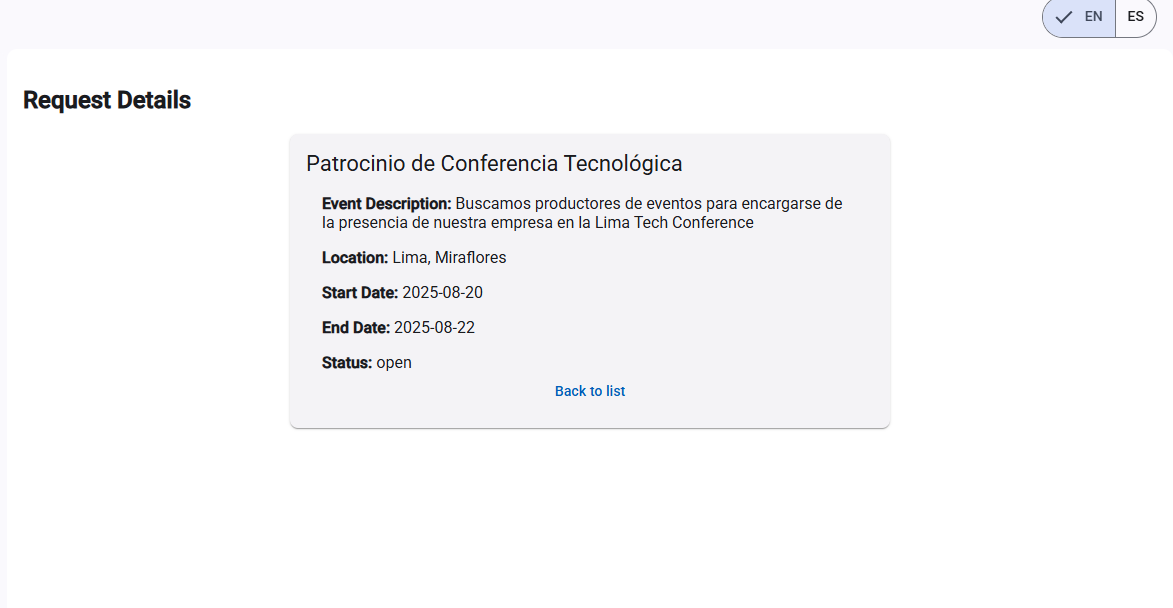 EN
ES
Request Details
Patrocinio de Conferencia Tecnológica
Event Description: Buscamos productores de eventos para encargarse de
la presencia de nuestra empresa en la Lima Tech Conference
Location: Lima, Miraflores
Start Date: 2025-08-20
End Date: 2025-08-22
Status: open
Back to list